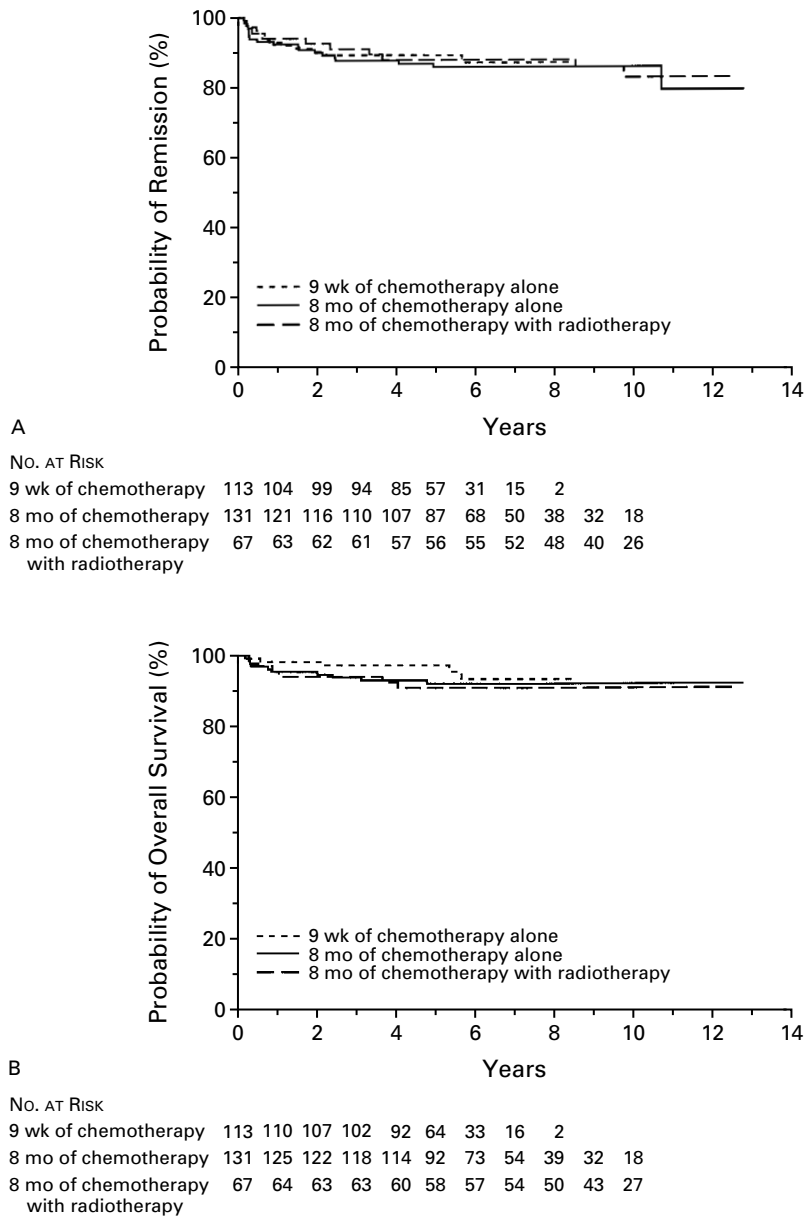 Probability of Remission (%)
100
80
60
40
20
0
9 wk of chemotherapy alone
8 mo of chemotherapy alone
8 mo of chemotherapy with radiotherapy
0 2 4 6 8 10 12 14
Years
A
No. at Risk
9 wk of chemotherapy 113 104 99 94 85 57 31 15 2
8 mo of chemotherapy 131 121 116 110 107 87 68 50 38 32 18
8 mo of chemotherapy 67 63 62 61 57 56 55 52 48 40 26
with radiotherapy
Probability of Overall Survival (%)
100
80
60
40
20
0
9 wk of chemotherapy alone
8 mo of chemotherapy alone
8 mo of chemotherapy with radiotherapy
0 2 4 6 8 10 12 14
Years
B
No. at Risk
9 wk of chemotherapy 113 110 107 102 92 64 33 16 2
8 mo of chemotherapy 131 125 122 118 114 92 73 54 39 32 18
8 mo of chemotherapy 67 64 63 63 60 58 57 54 50 43 27
with radiotherapy